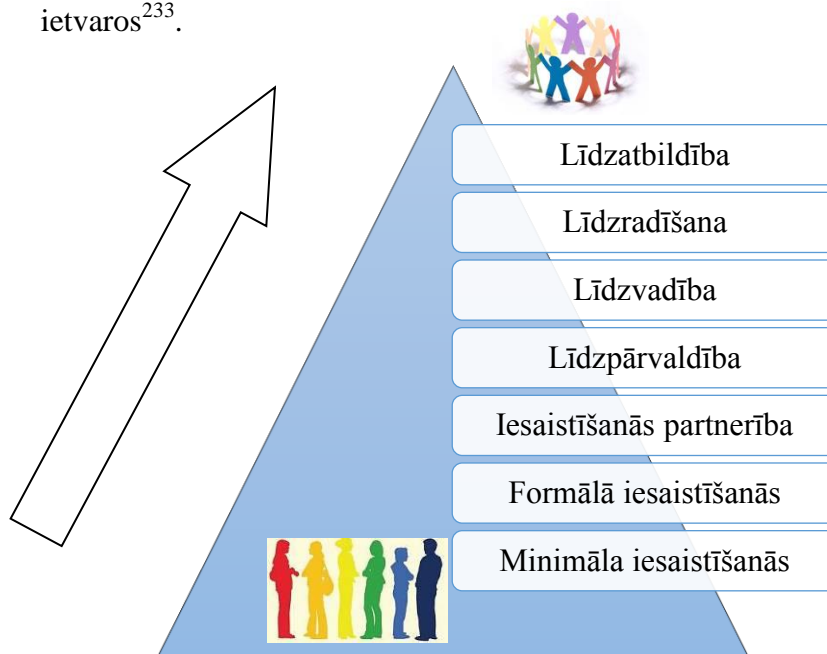 ietvaros²³³.
Līdzatbildība
Līdzradīšana
Līdzvadība
Līdzpārvaldība
Iesaistīšanās partnerība
Formālā iesaistīšanās
Minimāla iesaistīšanās